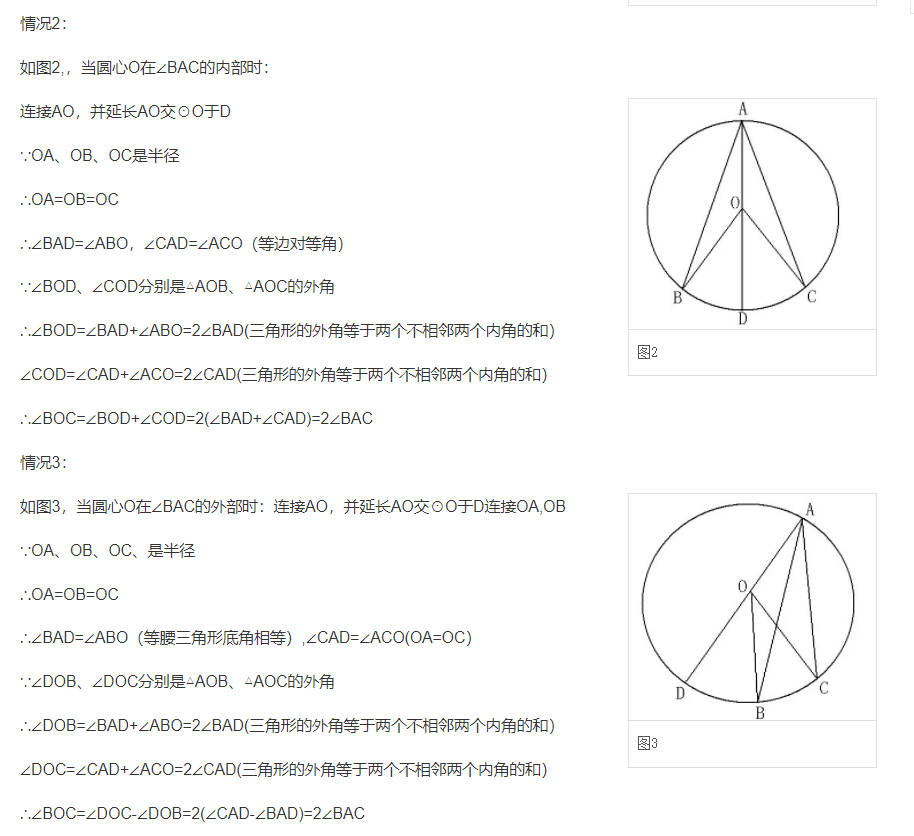 情况2：
如图2,，当圆心O在∠BAC的内部时：
连接AO，并延长AO交⊙O于D
∵OA、OB、OC是半径
∴OA=OB=OC
∴∠BAD=∠ABO，∠CAD=∠ACO（等边对等角）
∵∠BOD、∠COD分别是△AOB、△AOC的外角
∴∠BOD=∠BAD+∠ABO=2∠BAD(三角形的外角等于两个不相邻两个内角的和）
∠COD=∠CAD+∠ACO=2∠CAD(三角形的外角等于两个不相邻两个内角的和)
∴∠BOC=∠BOD+∠COD=2(∠BAD+∠CAD)=2∠BAC
A
O
B
C
D
图2
情况3：
如图3，当圆心O在∠BAC的外部时：连接AO，并延长AO交⊙O于D连接OA,OB
∵OA、OB、OC、是半径
∴OA=OB=OC
∴∠BAD=∠ABO（等腰三角形底角相等）,∠CAD=∠ACO(OA=OC）
∵∠DOB、∠DOC分别是△AOB、△AOC的外角
∴∠DOB=∠BAD+∠ABO=2∠BAD(三角形的外角等于两个不相邻两个内角的和）
∠DOC=∠CAD+∠ACO=2∠CAD(三角形的外角等于两个不相邻两个内角的和)
∴∠BOC=∠DOC-∠DOB=2(∠CAD-∠BAD)=2∠BAC
A
O
D
C
B
图3